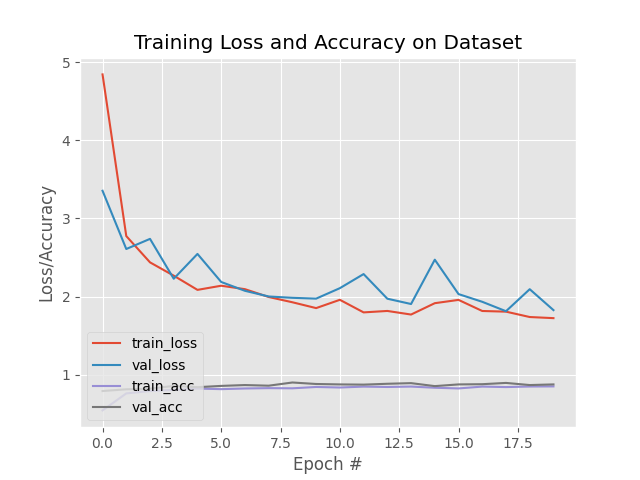 Training Loss and Accuracy on Dataset
Loss/Accuracy
5
4
3
2
1
train_loss
val_loss
train_acc
val_acc
0.0 2.5 5.0 7.5 10.0 12.5 15.0 17.5
Epoch #